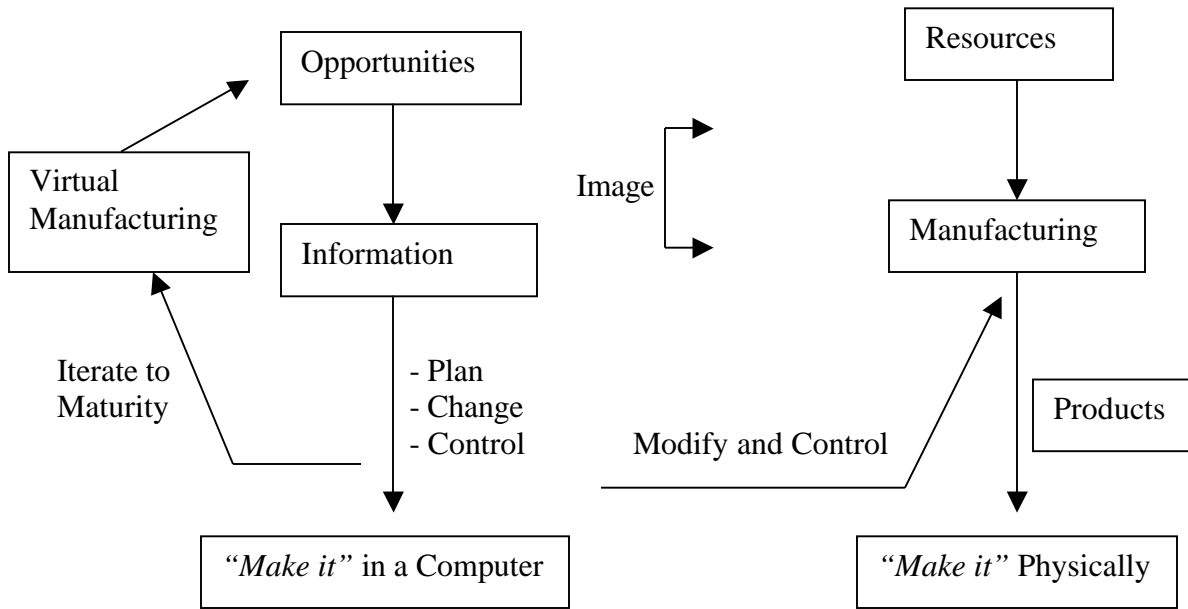 Opportunities
Resources
Virtual
Manufacturing
Image
Information
Manufacturing
Iterate to
Maturity
- Plan
- Change
- Control
Modify and Control
Products
“Make it” in a Computer
“Make it” Physically